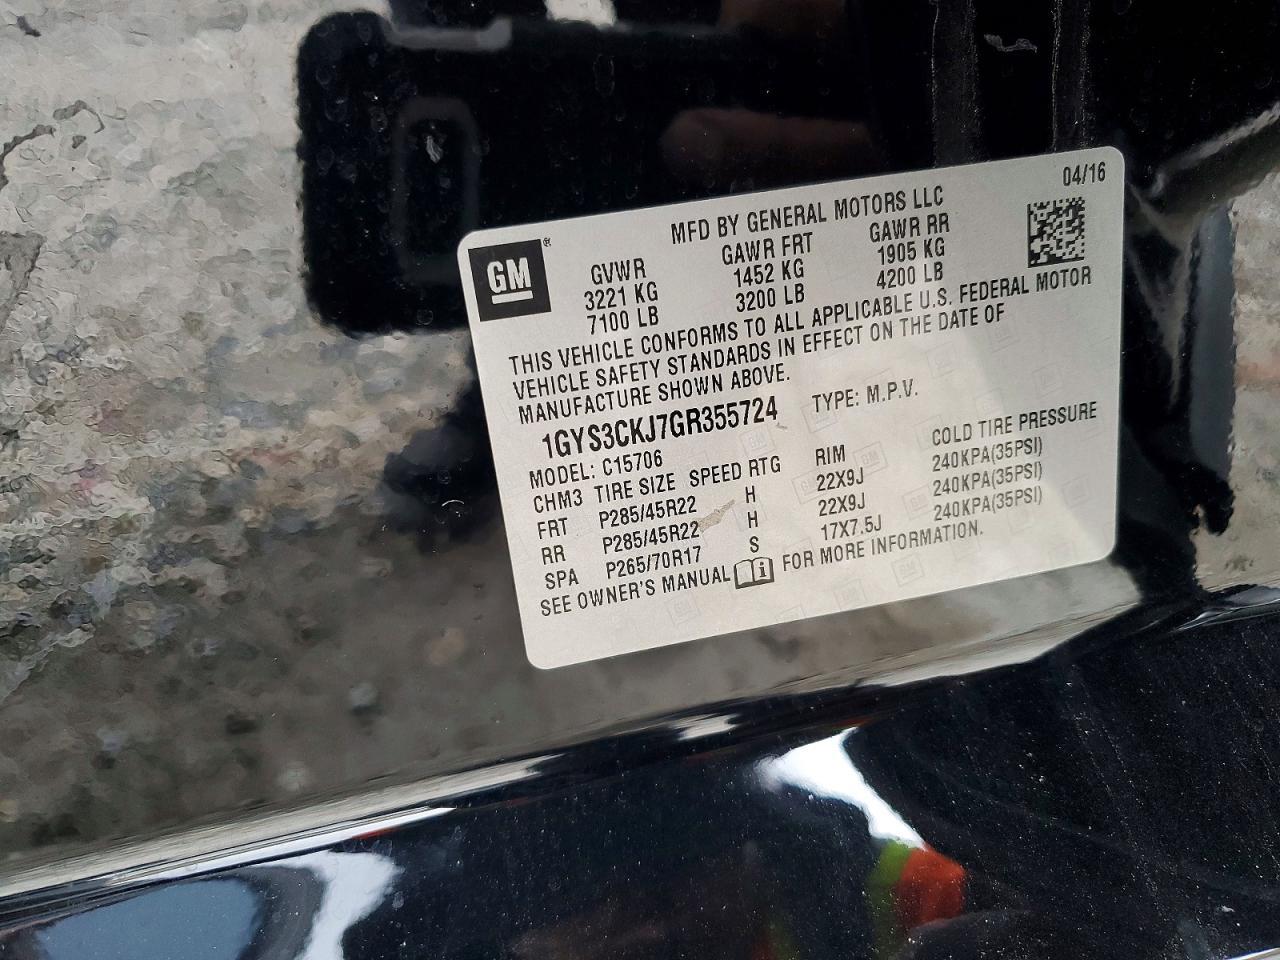 04/16
MFD BY GENERAL MOTORS LLC
GM®
GVWR GAWR FRT GAWR RR
3221 KG 1452 KG 1905 KG
7100 LB 3200 LB 4200 LB
THIS VEHICLE CONFORMS TO ALL APPLICABLE U.S. FEDERAL MOTOR
VEHICLE SAFETY STANDARDS IN EFFECT ON THE DATE OF
MANUFACTURE SHOWN ABOVE.
1GYS3CKJ7GR355724 TYPE: M.P.V.
MODEL: C15706
CHM3 TIRE SIZE SPEED RTG RIM COLD TIRE PRESSURE
FRT P285/45R22 H 22X9J 240KPA(35PSI)
RR P285/45R22 H 22X9J 240KPA(35PSI)
SPA P265/70R17 S 17X7.5J 240KPA(35PSI)
SEE OWNER'S MANUAL FOR MORE INFORMATION.